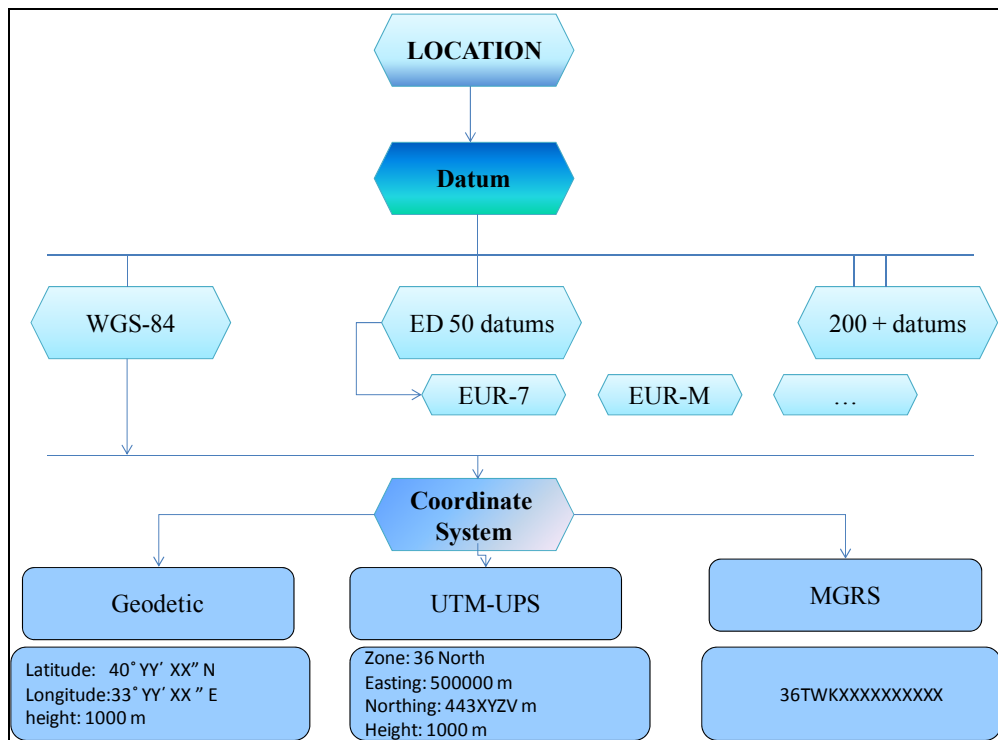 LOCATION
Datum
WGS-84
ED 50 datums
200 + datums
EUR-7
EUR-M
…
Coordinate
System
Geodetic
UTM-UPS
MGRS
Latitude: 40° YY′ XX” N
Longitude:33° YY′ XX ” E
height: 1000 m
Zone: 36 North
Easting: 500000 m
Northing: 443XYZV m
Height: 1000 m
36TWKXXXXXXXXXX